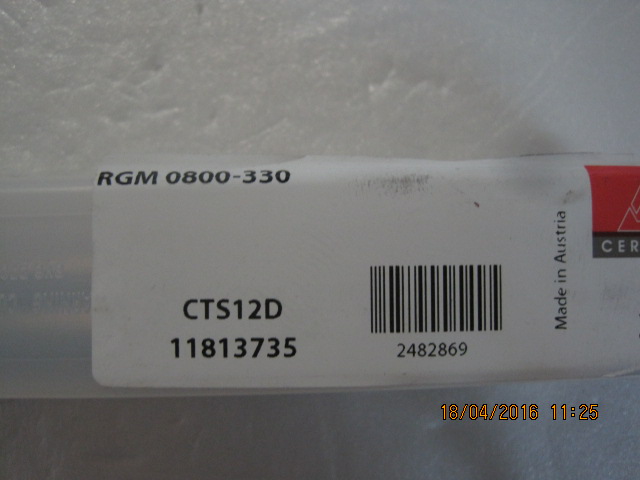 RGM 0800-330
CTS12D
11813735
2482869
Made in Austria
CER
18/04/2016 11:25